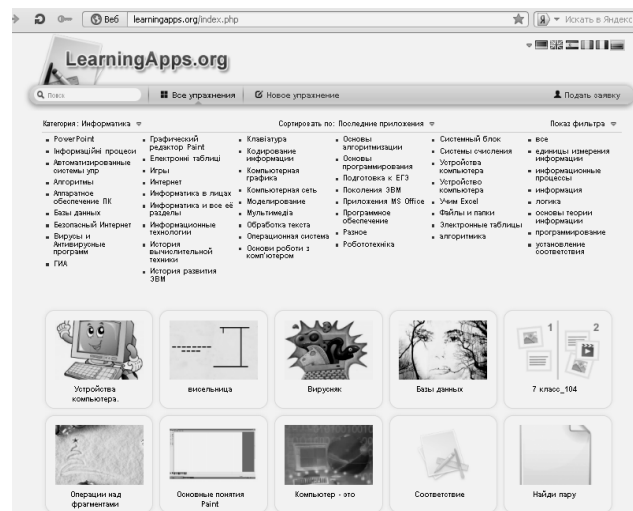 Веб learningapps.org/index.php
Искать в Яндекс
LearningApps.org
Поиск
Все упражнения
Новое упражнение
Подать заявку
Категория: Информатика
Сортировать по: Последние приложения
Показ фильтра
PowerPoint
Інформаційні процеси
Автоматизированные
системы упр
Алгоритмы
Аппаратное
обеспечение ПК
Базы данных
Безопасный Интернет
Вирусы и
Антивирусные
программ
ГИА
Графический
редактор Paint
Електронні таблиці
Игры
Интернет
Информатика в лицах
Информатика и все её
разделы
Информационные
технологии
История
вычислительной
техники
История развития
ЭВМ
Клавіатура
Кодирование
информации
Компьютерная
графика
Компьютерная сеть
Моделирование
Мультимедіа
Обработка текста
Операционная система
Основи роботи з
комп'ютером
Основы
алгоритмизации
Основы
программирования
Подготовка к ЕГЭ
Поколения ЭВМ
Приложения MS Office
Программное
обеспечение
Разное
Робототехніка
Системный блок
Системы счисления
Устройства
компьютера
Устройство
компьютера
Учим Excel
Файлы и папки
Электронные таблицы
алгоритмика
все
единицы измерения
информации
информационные
процессы
информация
логика
основы теории
информации
программирование
установление
соответствия
1 2
Устройства
компьютера.
висельница
Вирусняк
Базы данных
7 класс_104
Операции над
фрагментами
Основные понятия
Paint
Компьютер - это
Соответствие
Найди пару